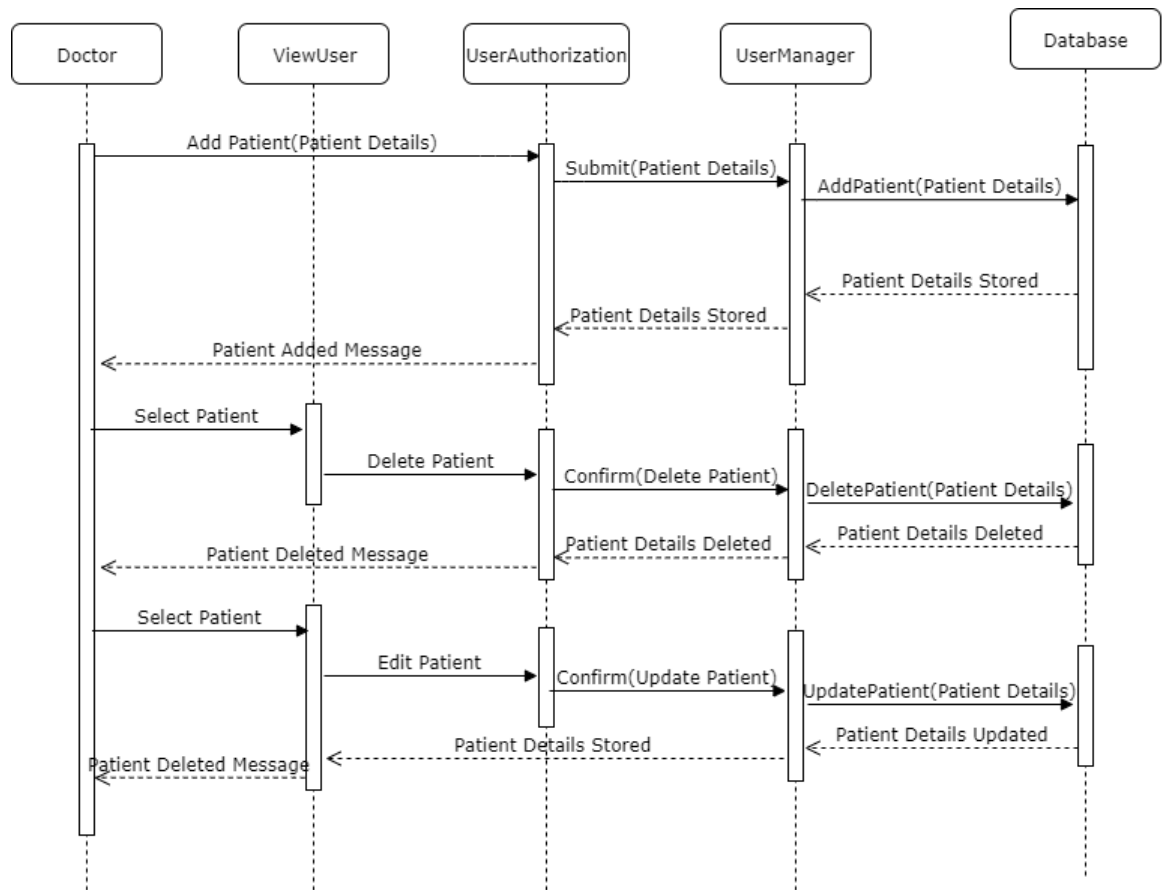 Doctor
ViewUser
UserAuthorization
UserManager
Database
Add Patient(Patient Details)
Submit(Patient Details)
AddPatient(Patient Details)
Patient Details Stored
Patient Details Stored
Patient Added Message
Select Patient
Delete Patient
Confirm(Delete Patient)
DeletePatient(Patient Details)
Patient Details Deleted
Patient Details Deleted
Patient Deleted Message
Select Patient
Edit Patient
Confirm(Update Patient)
UpdatePatient(Patient Details)
Patient Details Updated
Patient Details Stored
Patient Deleted Message